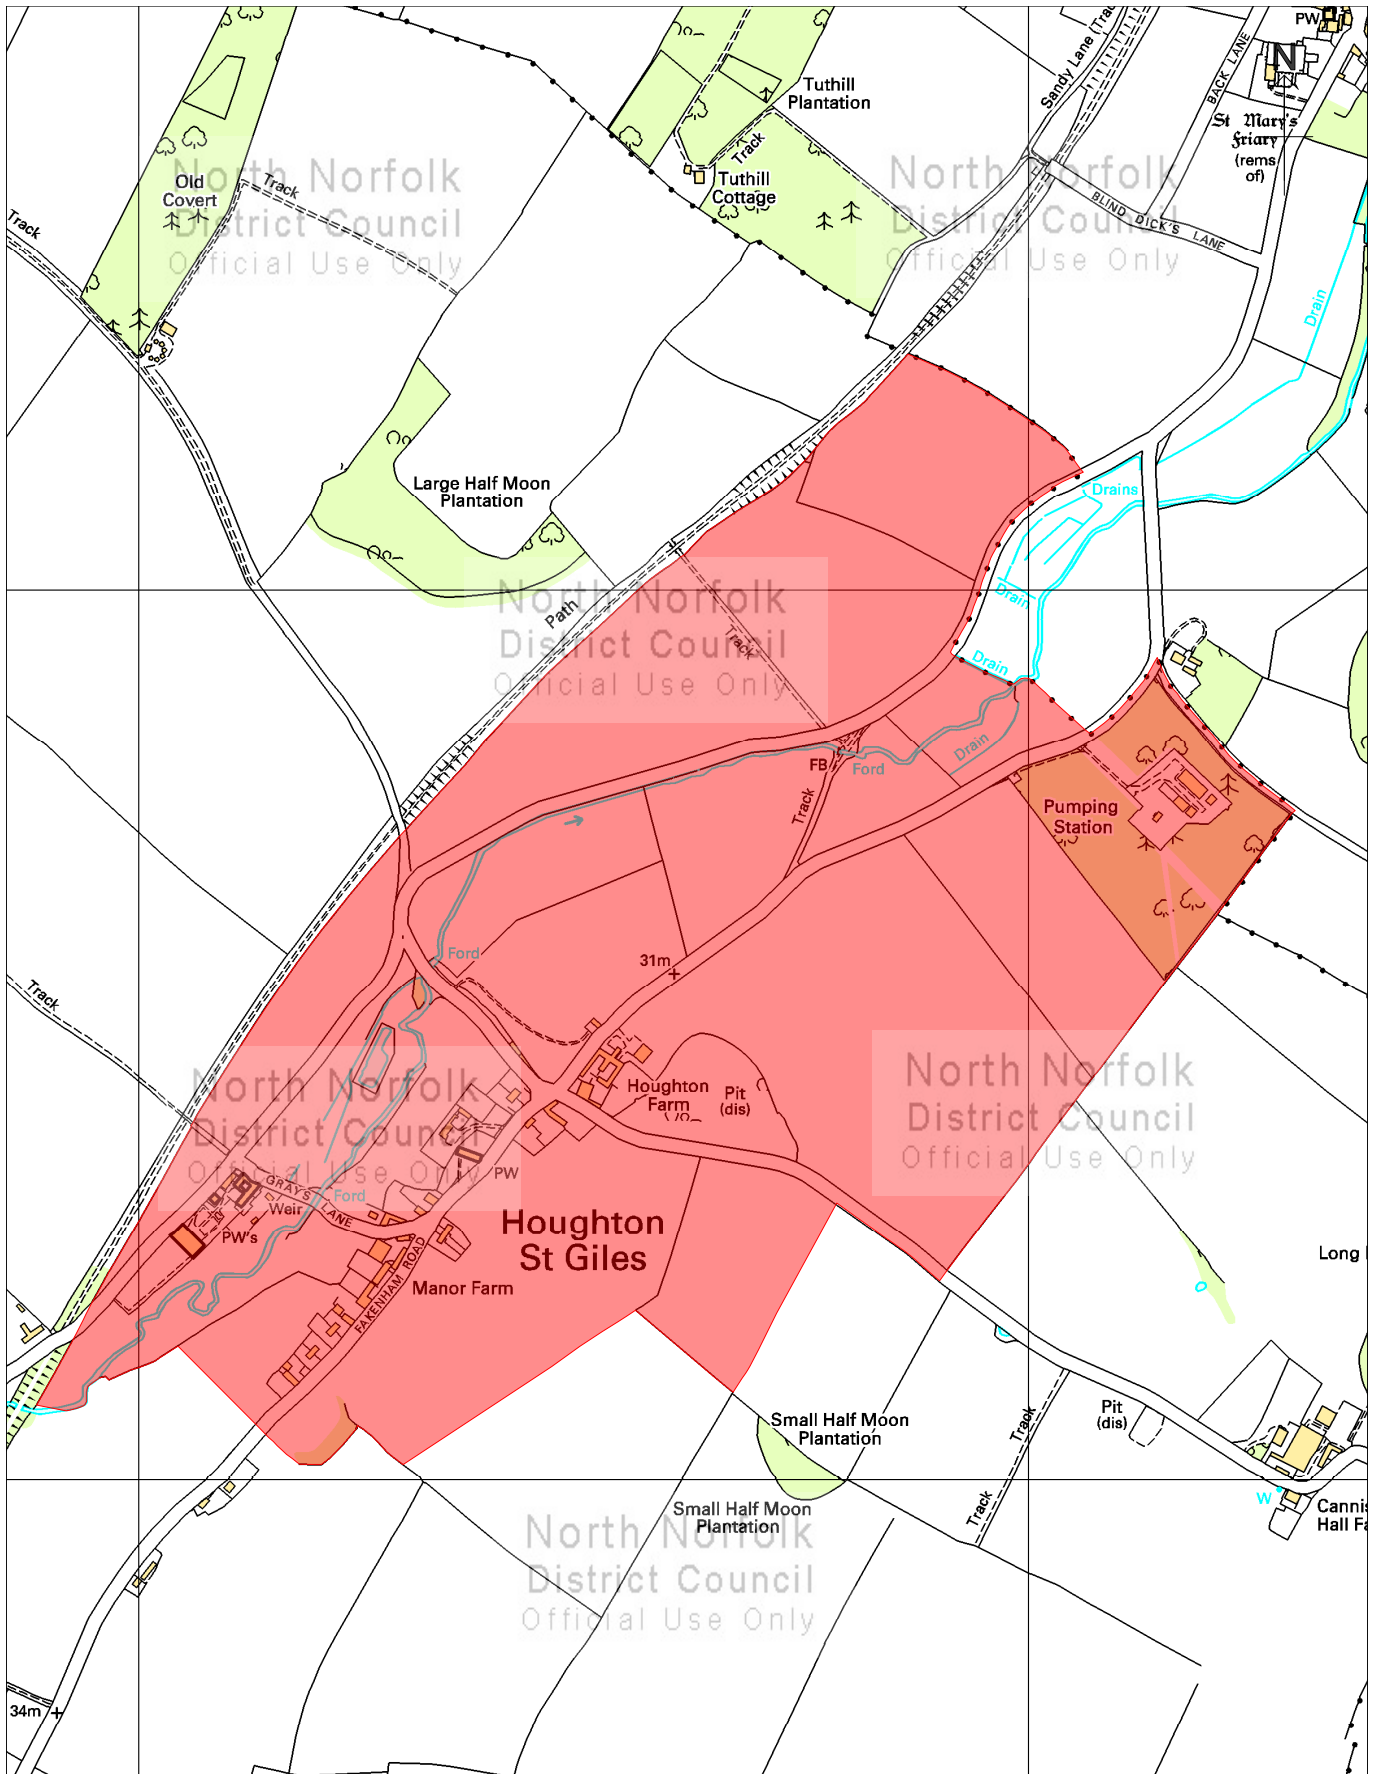 PW
N
Sandy Lane (Trac
BACK LANE
Tuthill
Plantation
St Mary's
Friary
(rems
of)
Track
Old
Covert
Track
Tuthill
Cottage
North Norfolk
District Council
Official Use Only
North Norfolk
District Council
Official Use Only
BLIND DICK'S LANE
Track
Drain
Large Half Moon
Plantation
Drains
North Norfolk
District Council
Official Use Only
Path
Track
Drain
Drain
Drain
FB
Ford
Track
Pumping
Station
Ford
31m
Track
North Norfolk
District Council
Official Use Only
Houghton
Farm
Pit
(dis)
North Norfolk
District Council
Official Use Only
PW
GRAY'S LANE
Ford
Weir
PW's
Houghton
St Giles
FAKENHAM ROAD
Manor Farm
Long
Small Half Moon
Plantation
Pit
(dis)
Track
W
Track
Small Half Moon
Plantation
Cannis
Hall Fa
North Norfolk
District Council
Official Use Only
34m